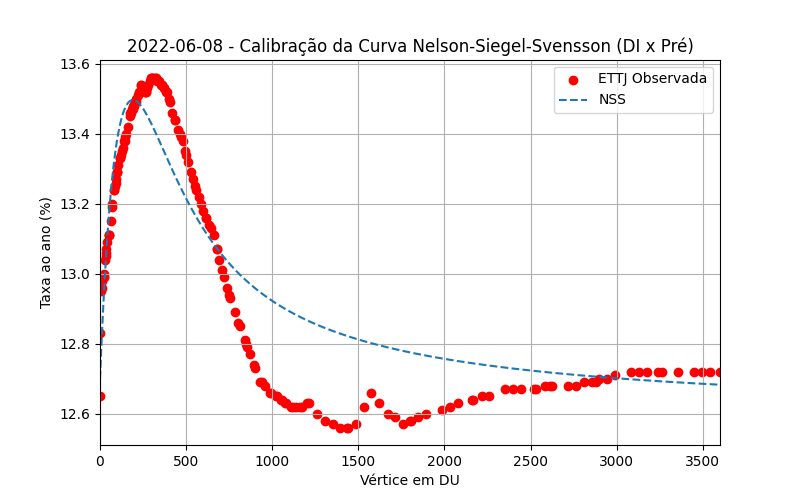 2022-06-08 - Calibração da Curva Nelson-Siegel-Svensson (DI x Pré)
ETTJ Observada
NSS
Taxa ao ano (%)
13.6
13.4
13.2
13.0
12.8
12.6
0 500 1000 1500 2000 2500 3000 3500
Vértice em DU